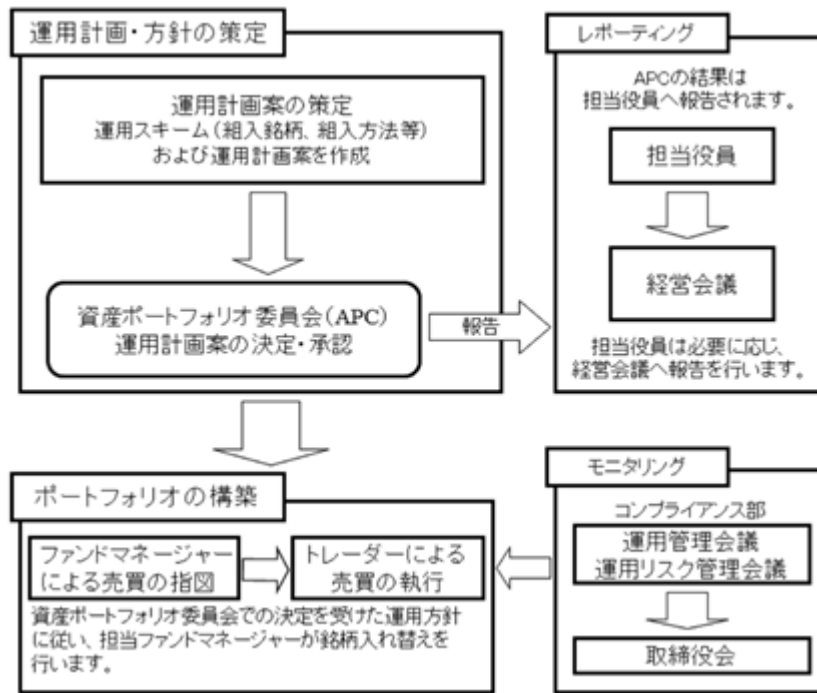 運用計画・方針の策定
運用計画案の策定
運用スキーム(組入銘柄、組入方法等)
および運用計画案を作成
資産ポートフォリオ委員会(APC)
運用計画案の決定・承認
報告
レポーティング
APCの結果は
担当役員へ報告されます。
担当役員
経営会議
担当役員は必要に応じ、
経営会議へ報告を行います。
ポートフォリオの構築
ファンドマネージャー
による売買の指図
トレーダーによる
売買の執行
資産ポートフォリオ委員会での決定を受けた運用方針
に従い、担当ファンドマネージャーが銘柄入れ替えを
行います。
モニタリング
コンプライアンス部
運用管理会議
運用リスク管理会議
取締役会